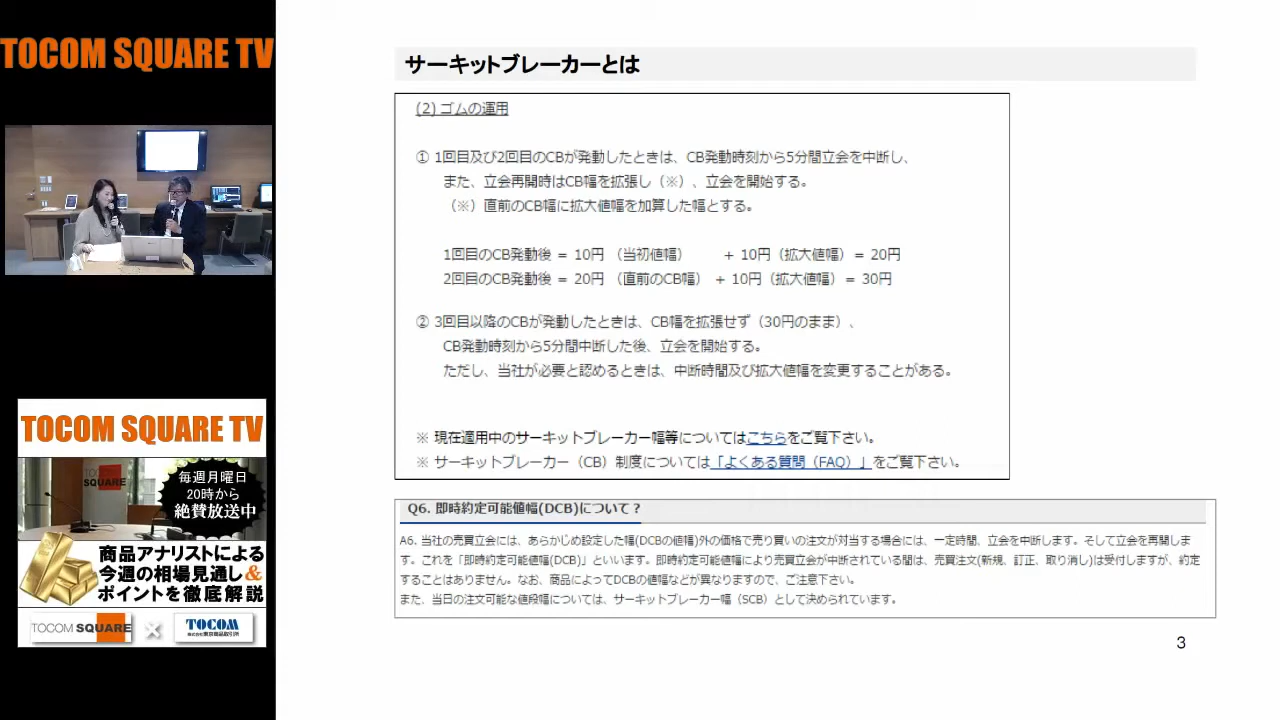 TOCOM SQUARE TV
サーキットブレーカーとは
(2) ゴムの運用
① 1回目及び2回目のCBが発動したときは、CB発動時刻から5分間立会を中断し、
また、立会再開時はCB幅を拡張し（※）、立会を開始する。
（※）直前のCB幅に拡大値幅を加算した幅とする。
1回目のCB発動後 = 10円 （当初値幅） + 10円（拡大値幅）= 20円
2回目のCB発動後 = 20円 （直前のCB幅） + 10円（拡大値幅）= 30円
② 3回目以降のCBが発動したときは、CB幅を拡張せず（30円のまま）、
CB発動時刻から5分間中断した後、立会を開始する。
ただし、当社が必要と認めるときは、中断時間及び拡大値幅を変更することがある。
※ 現在適用中のサーキットブレーカー幅等についてはこちらをご覧下さい。
※ サーキットブレーカー（CB）制度については「よくある質問（FAQ）」をご覧下さい。
Q6. 即時約定可能値幅(DCB)について？
A6. 当社の売買立会には、あらかじめ設定した幅(DCBの値幅)外の価格で売り買いの注文が対当する場合には、一定時間、立会を中断します。そして立会を再開しま
す。これを「即時約定可能値幅(DCB)」といいます。即時約定可能値幅により売買立会が中断されている間は、売買注文(新規、訂正、取り消し)は受付しますが、約定
することはありません。なお、商品によってDCBの値幅などが異なりますので、ご注意下さい。
また、当日の注文可能な値段幅については、サーキットブレーカー幅（SCB）として決められています。
3
TOCOM SQUARE TV
TOCOM
SQUARE
毎週月曜日
20時から
絶賛放送中
商品アナリストによる
今週の相場見通し&
ポイントを徹底解説
TOCOM SQUARE × TOCOM
株式会社東京商品取引所